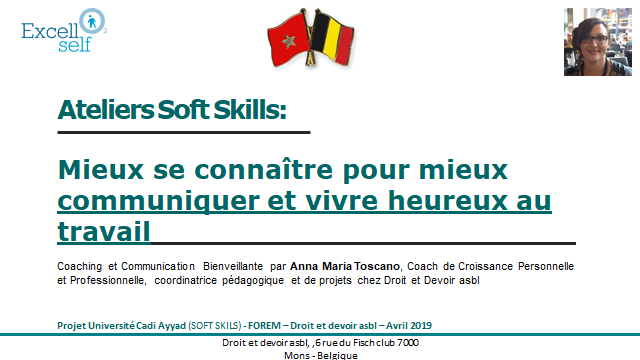 Excell
self O2
Ateliers Soft Skills:
Mieux se connaître pour mieux
communiquer et vivre heureux au
travail
Coaching et Communication Bienveillante par Anna Maria Toscano, Coach de Croissance Personnelle
et Professionnelle, coordinatrice pédagogique et de projets chez Droit et Devoir asbl
Projet Université Cadi Ayyad (SOFT SKILS) - FOREM – Droit et devoir asbl – Avril 2019
Droit et devoir asbl, ,6 rue du Fisch club 7000
Mons - Belgique